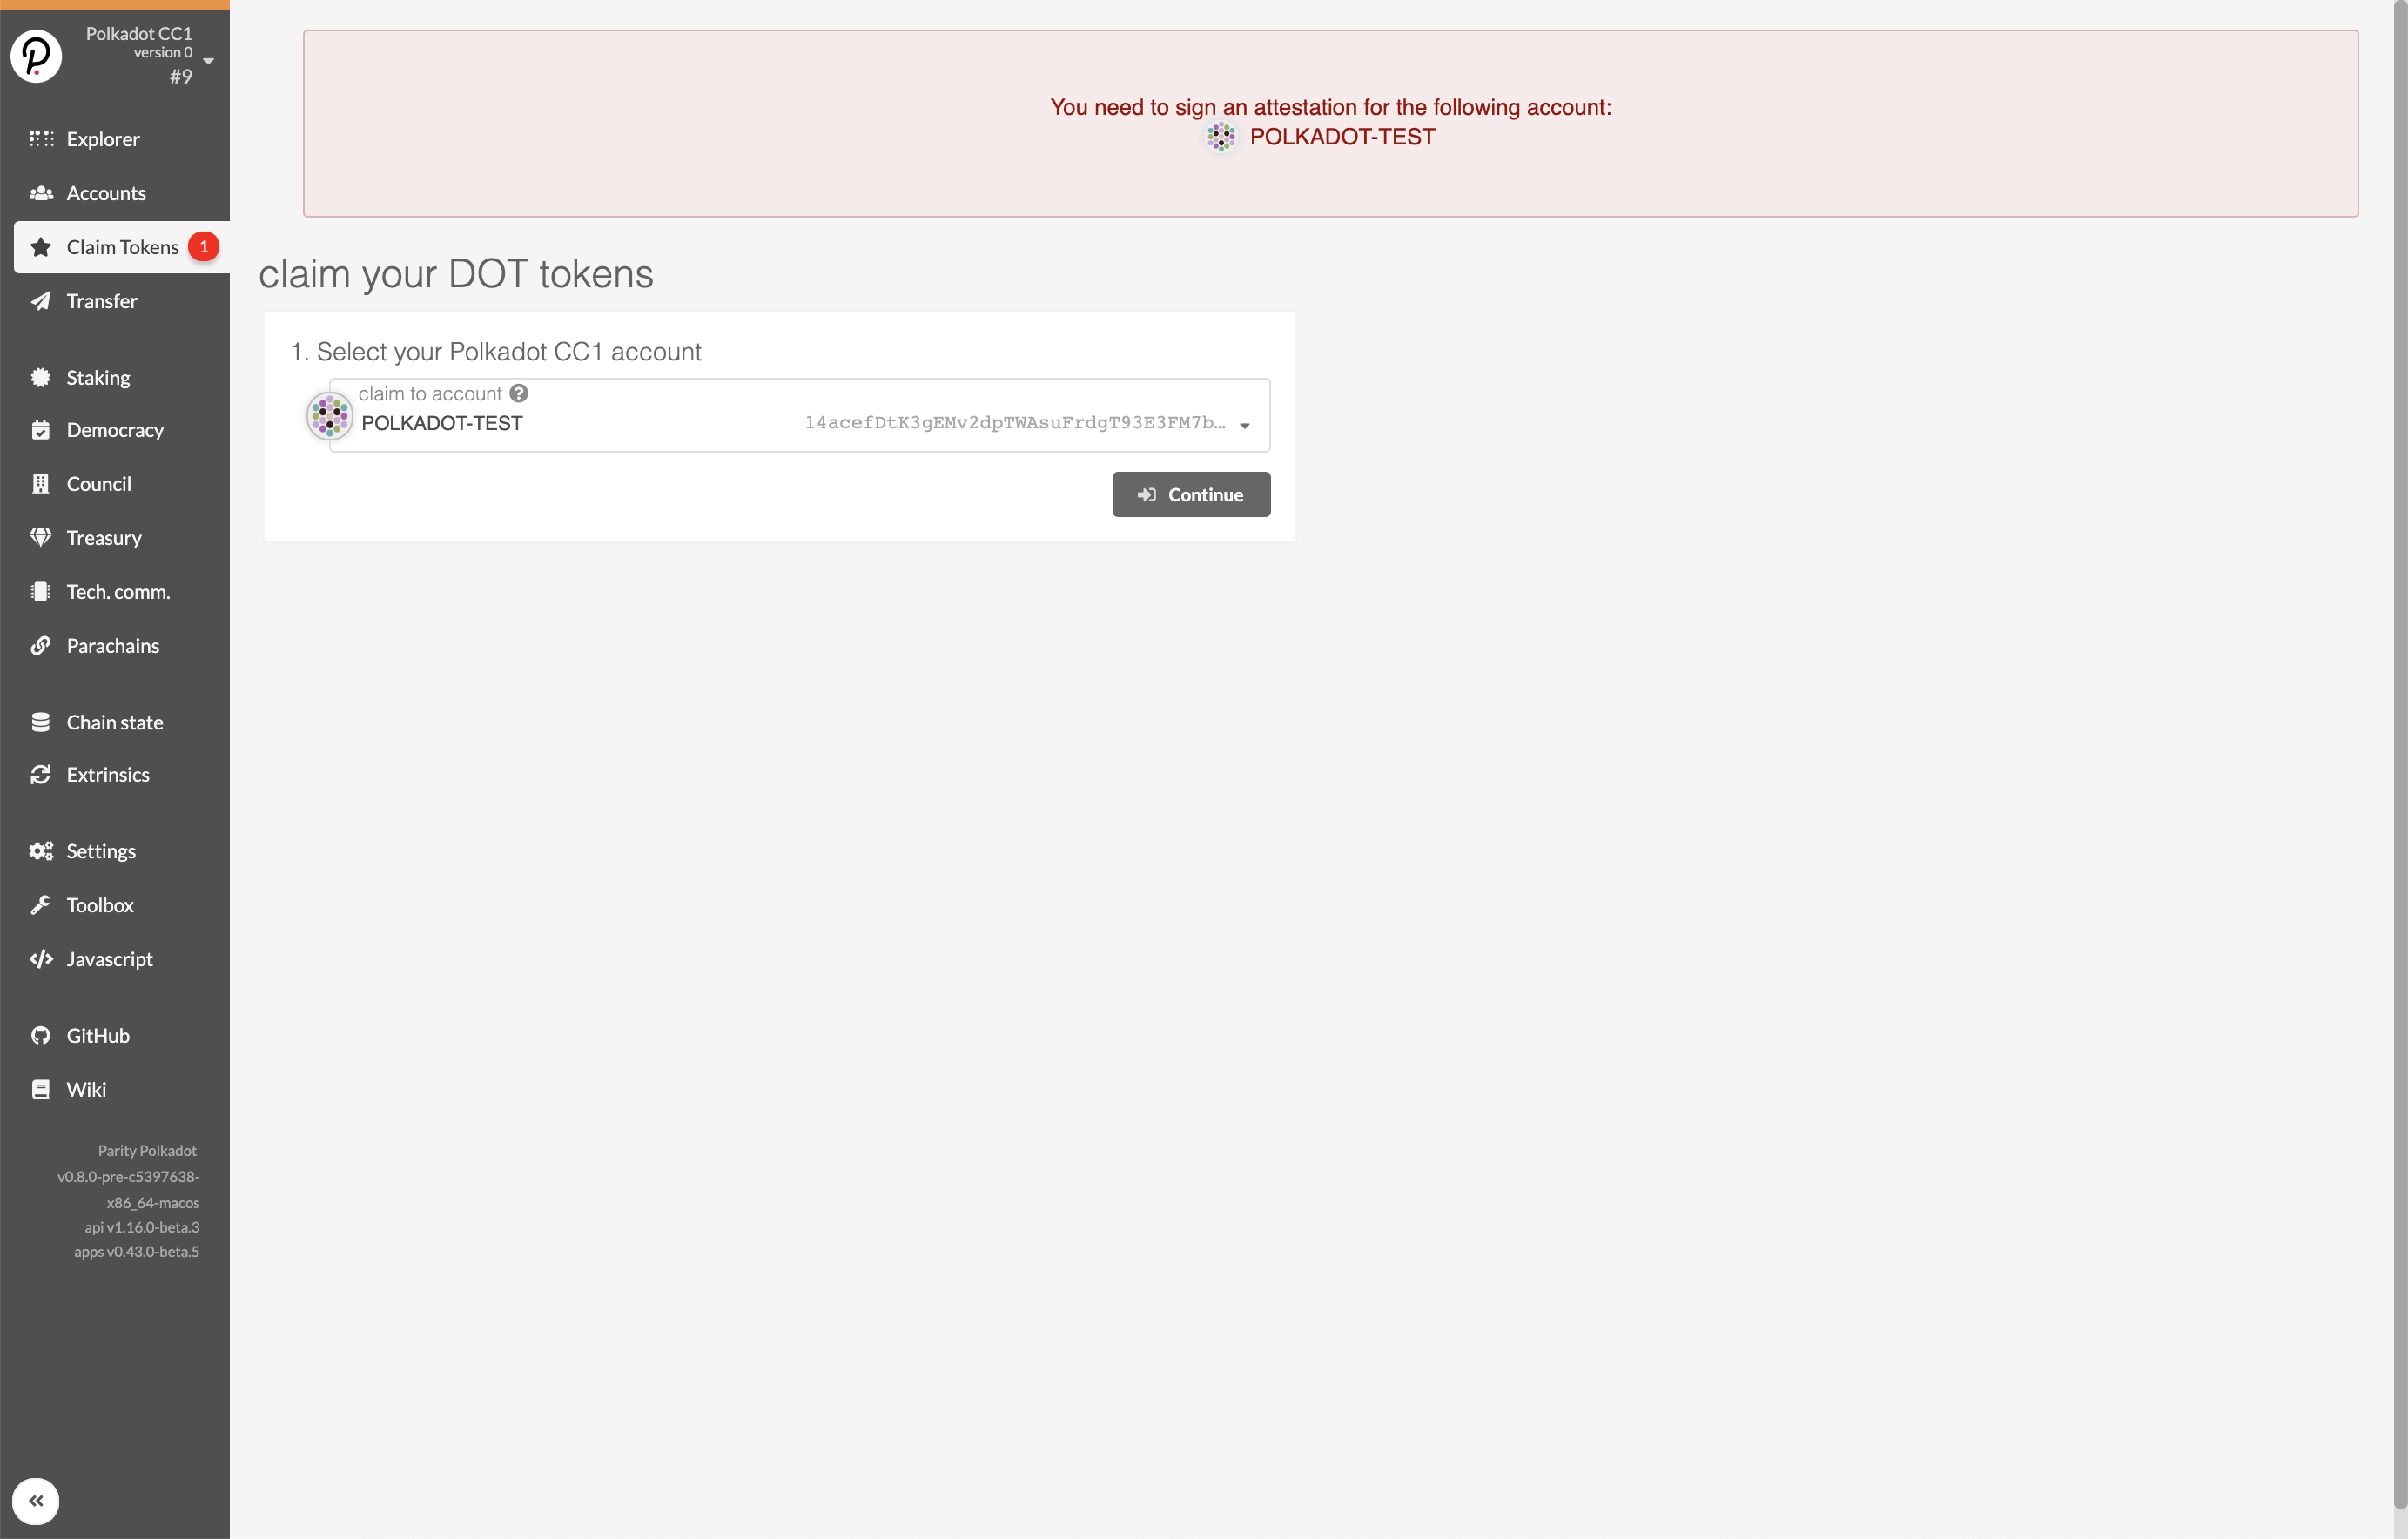 Polkadot CC1
version 0
#9
Explorer
Accounts
Claim Tokens 1
Transfer
Staking
Democracy
Council
Treasury
Tech. comm.
Parachains
Chain state
Extrinsics
Settings
Toolbox
Javascript
GitHub
Wiki
Parity Polkadot
v0.8.0-pre-c5397638-
x86_64-macos
api v1.16.0-beta.3
apps v0.43.0-beta.5
You need to sign an attestation for the following account:
POLKADOT-TEST
claim your DOT tokens
1. Select your Polkadot CC1 account
claim to account
POLKADOT-TEST 14acefDtK3gEMv2dpTWAsuFrdgT93E3FM7b…
Continue